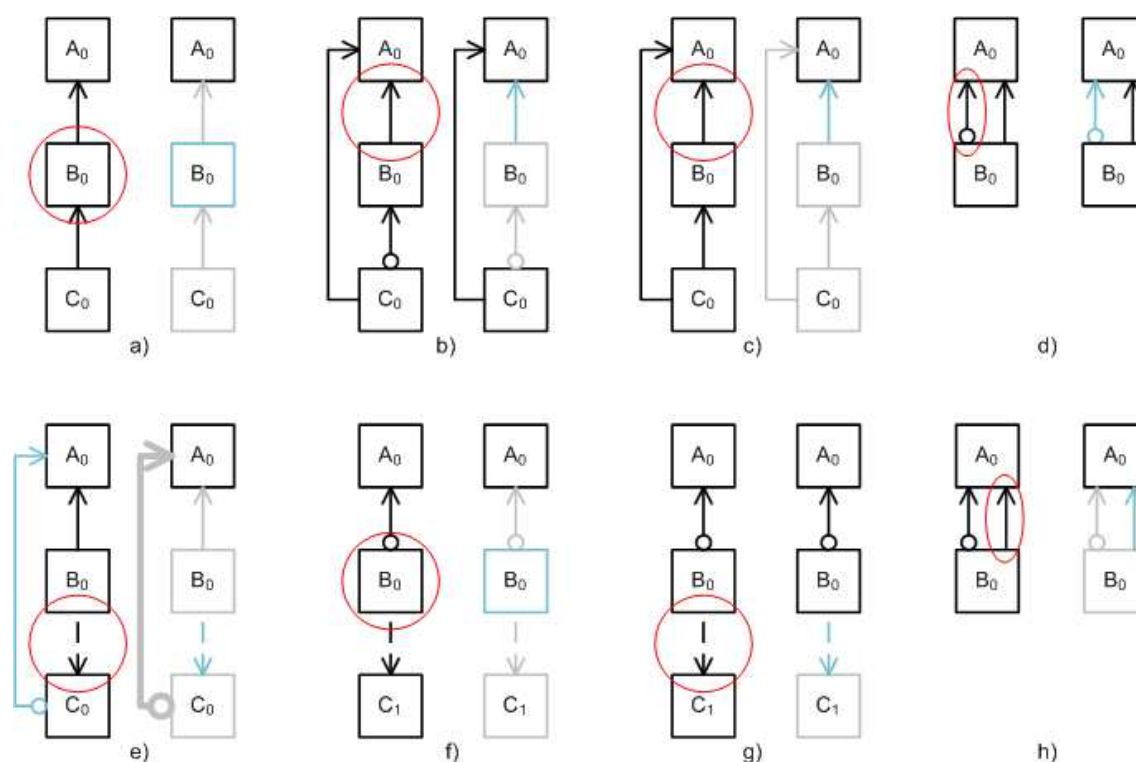 A0 A0 A0 A0 A0 A0 A0 A0
B0 B0 B0 B0 B0 B0 B0 B0
C0 C0 C0 C0 C0 C0
a) b) c) d)
A0 A0 A0 A0 A0 A0 A0 A0
B0 B0 B0 B0 B0 B0 B0 B0
C0 C0 C1 C1 C1 C1
e) f) g) h)